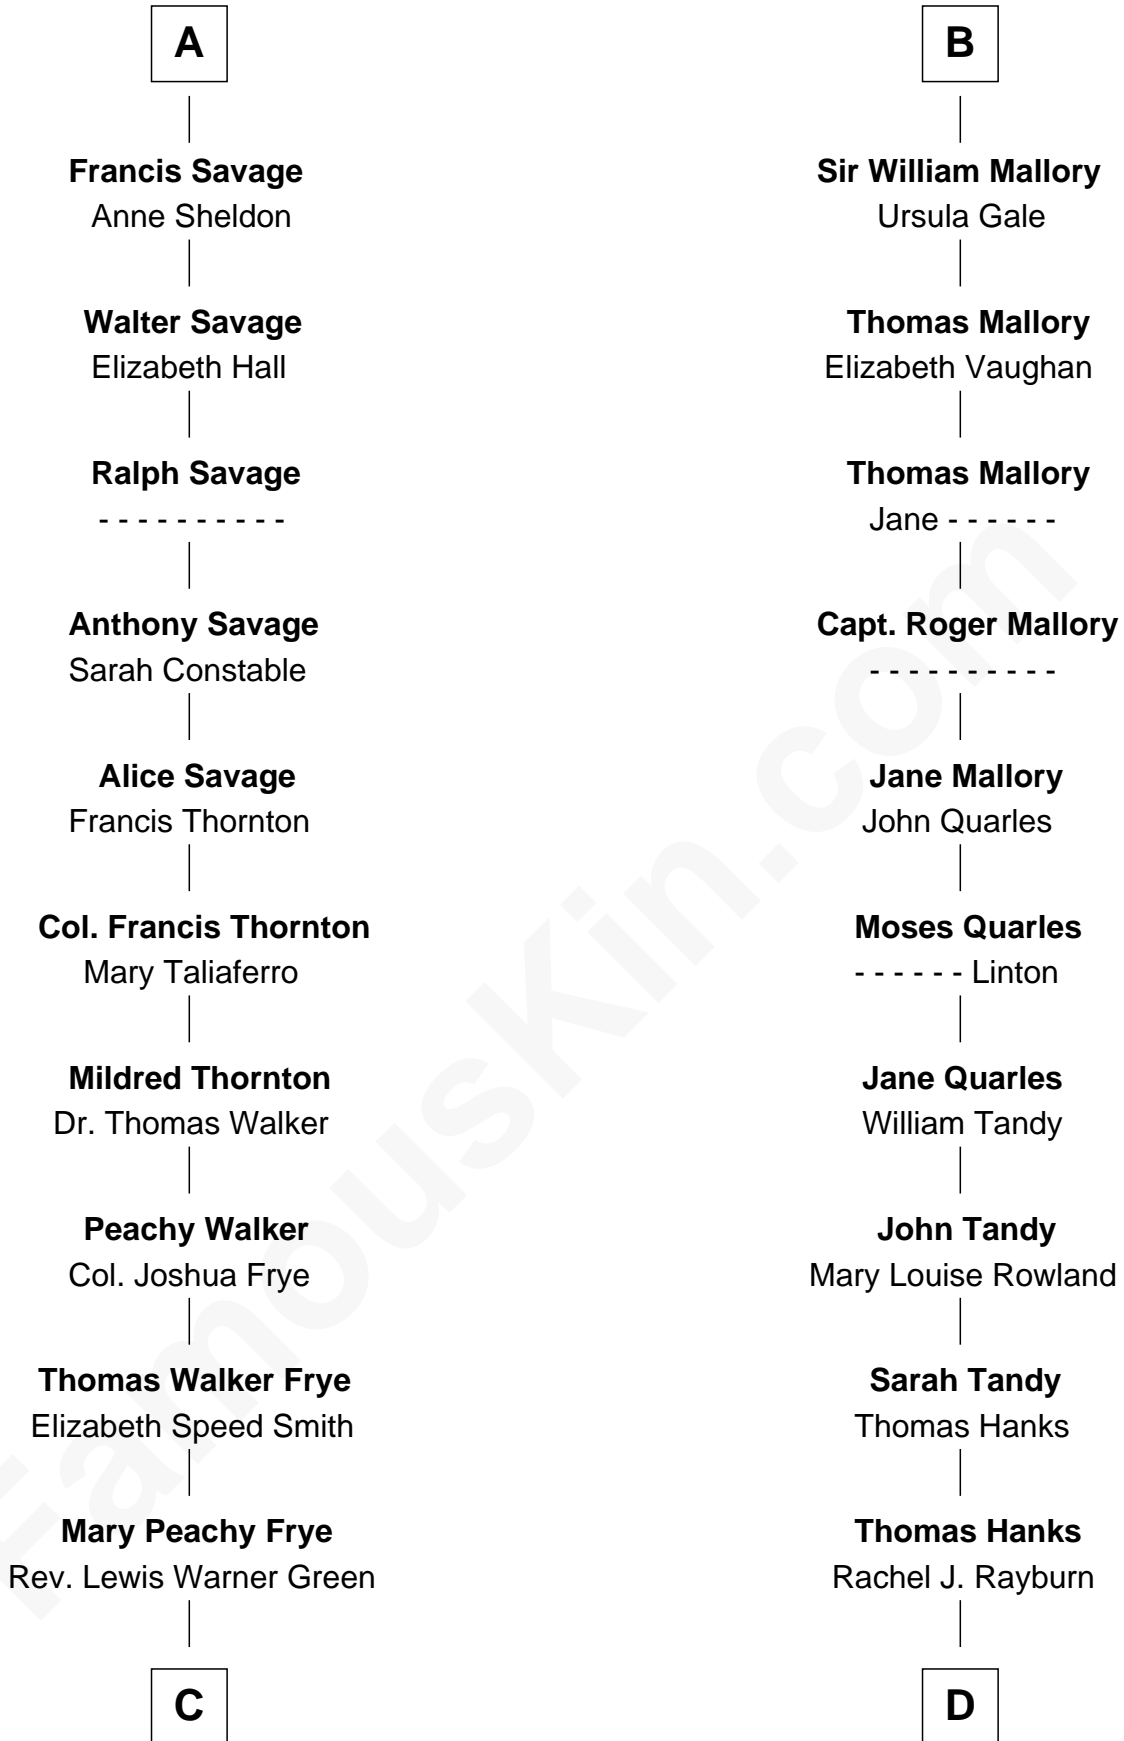 A
Francis Savage
Anne Sheldon
Walter Savage
Elizabeth Hall
Ralph Savage
- - - - - - - - - -
Anthony Savage
Sarah Constable
Alice Savage
Francis Thornton
Col. Francis Thornton
Mary Taliaferro
Mildred Thornton
Dr. Thomas Walker
Peachy Walker
Col. Joshua Frye
Thomas Walker Frye
Elizabeth Speed Smith
Mary Peachy Frye
Rev. Lewis Warner Green
C
B
Sir William Mallory
Ursula Gale
Thomas Mallory
Elizabeth Vaughan
Thomas Mallory
Jane - - - - - -
Capt. Roger Mallory
- - - - - - - - - -
Jane Mallory
John Quarles
Moses Quarles
- - - - - - Linton
Jane Quarles
William Tandy
John Tandy
Mary Louise Rowland
Sarah Tandy
Thomas Hanks
Thomas Hanks
Rachel J. Rayburn
D
FamousKin.com